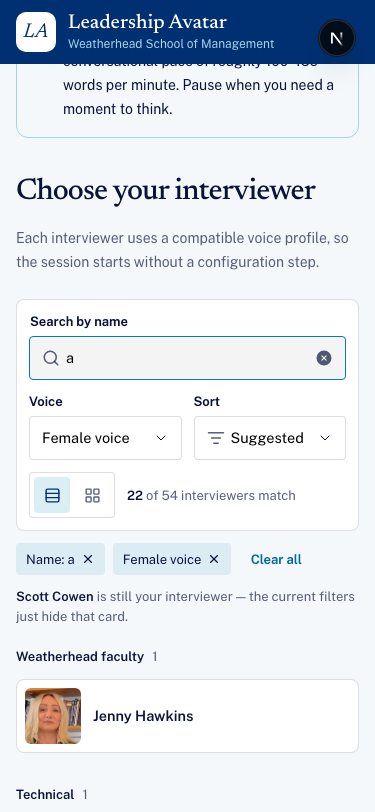 LA
Leadership Avatar
Weatherhead School of Management
N
words per minute. Pause when you need a
moment to think.
Choose your interviewer
Each interviewer uses a compatible voice profile, so
the session starts without a configuration step.
Search by name
a
Voice
Sort
Female voice
Suggested
22 of 54 interviewers match
Name: a
Female voice
Clear all
Scott Cowen is still your interviewer — the current filters
just hide that card.
Weatherhead faculty 1
Jenny Hawkins
Technical 1